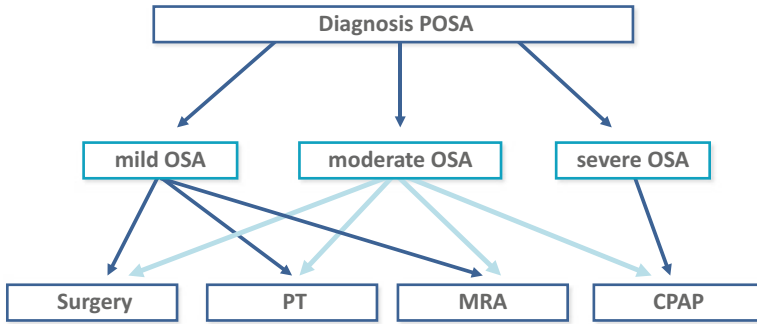 Diagnosis POSA
mild OSA
moderate OSA
severe OSA
Surgery
PT
MRA
CPAP